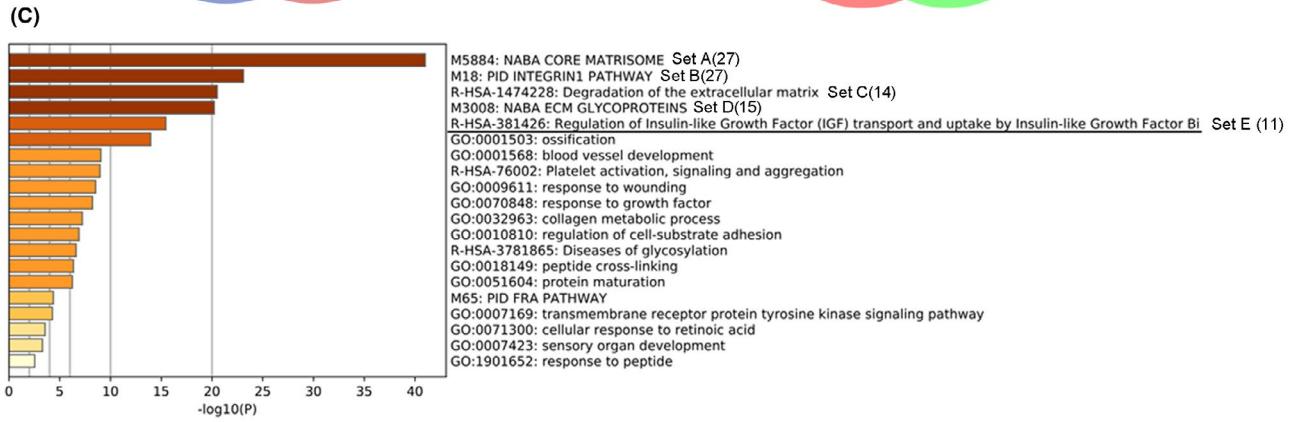 (C)
M5884: NABA CORE MATRISOME Set A(27)
M18: PID INTEGRIN1 PATHWAY Set B(27)
R-HSA-1474228: Degradation of the extracellular matrix Set C(14)
M3008: NABA ECM GLYCOPROTEINS Set D(15)
R-HSA-381426: Regulation of Insulin-like Growth Factor (IGF) transport and uptake by Insulin-like Growth Factor Bi Set E (11)
GO:0001503: ossification
GO:0001568: blood vessel development
R-HSA-76002: Platelet activation, signaling and aggregation
GO:0009611: response to wounding
GO:0070848: response to growth factor
GO:0032963: collagen metabolic process
GO:0010810: regulation of cell-substrate adhesion
R-HSA-3781865: Diseases of glycosylation
GO:0018149: peptide cross-linking
GO:0051604: protein maturation
M65: PID FRA PATHWAY
GO:0007169: transmembrane receptor protein tyrosine kinase signaling pathway
GO:0071300: cellular response to retinoic acid
GO:0007423: sensory organ development
GO:1901652: response to peptide
0 5 10 15 20 25 30 35 40
-log10(P)